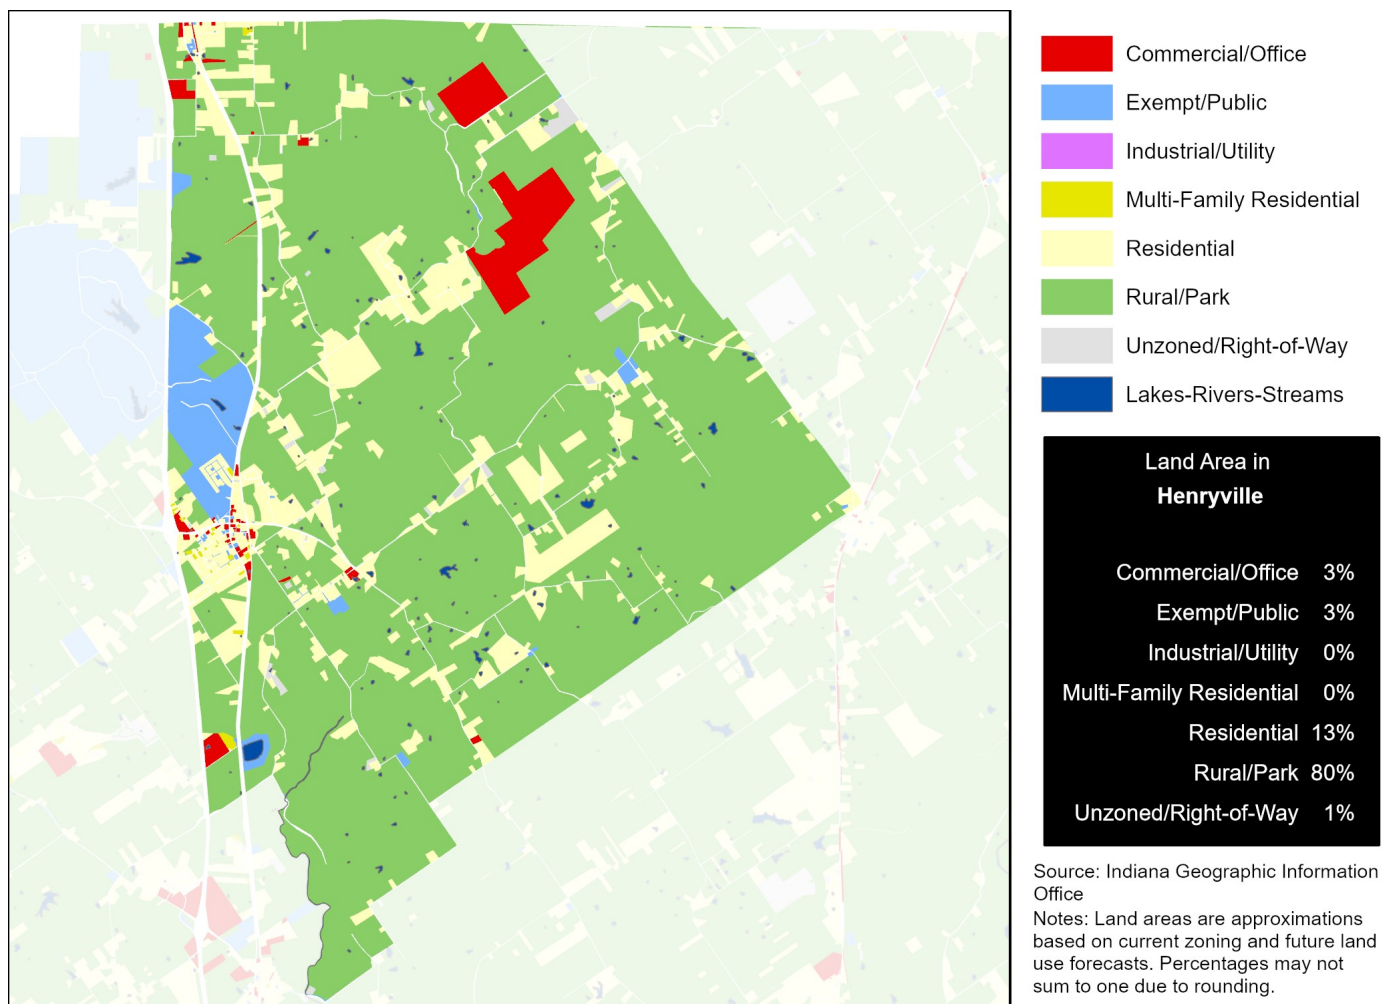 Commercial/Office
Exempt/Public
Industrial/Utility
Multi-Family Residential
Residential
Rural/Park
Unzoned/Right-of-Way
Lakes-Rivers-Streams
Land Area in
Henryville
Commercial/Office 3%
Exempt/Public 3%
Industrial/Utility 0%
Multi-Family Residential 0%
Residential 13%
Rural/Park 80%
Unzoned/Right-of-Way 1%
Source: Indiana Geographic Information
Office
Notes: Land areas are approximations
based on current zoning and future land
use forecasts. Percentages may not
sum to one due to rounding.